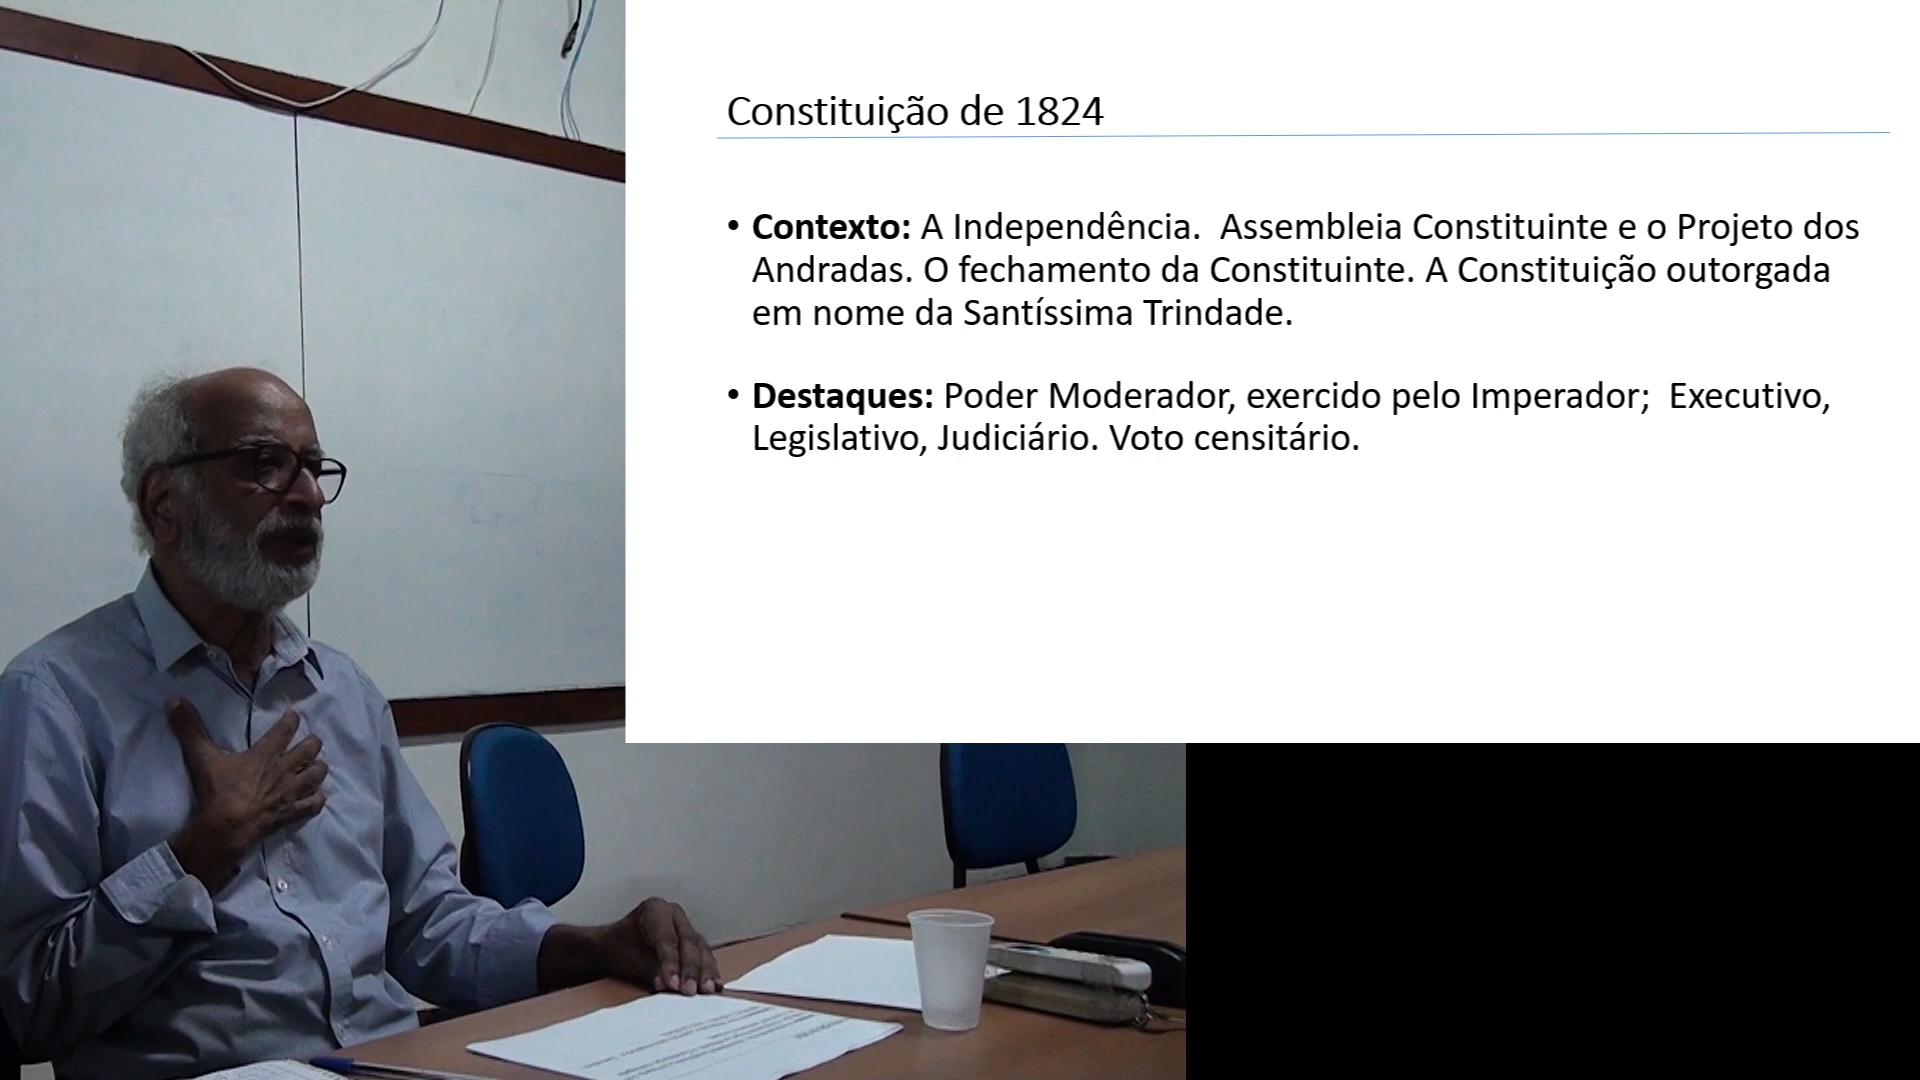 Constituição de 1824
• Contexto: A Independência. Assembleia Constituinte e o Projeto dos
Andradas. O fechamento da Constituinte. A Constituição outorgada
em nome da Santíssima Trindade.
• Destaques: Poder Moderador, exercido pelo Imperador; Executivo,
Legislativo, Judiciário. Voto censitário.